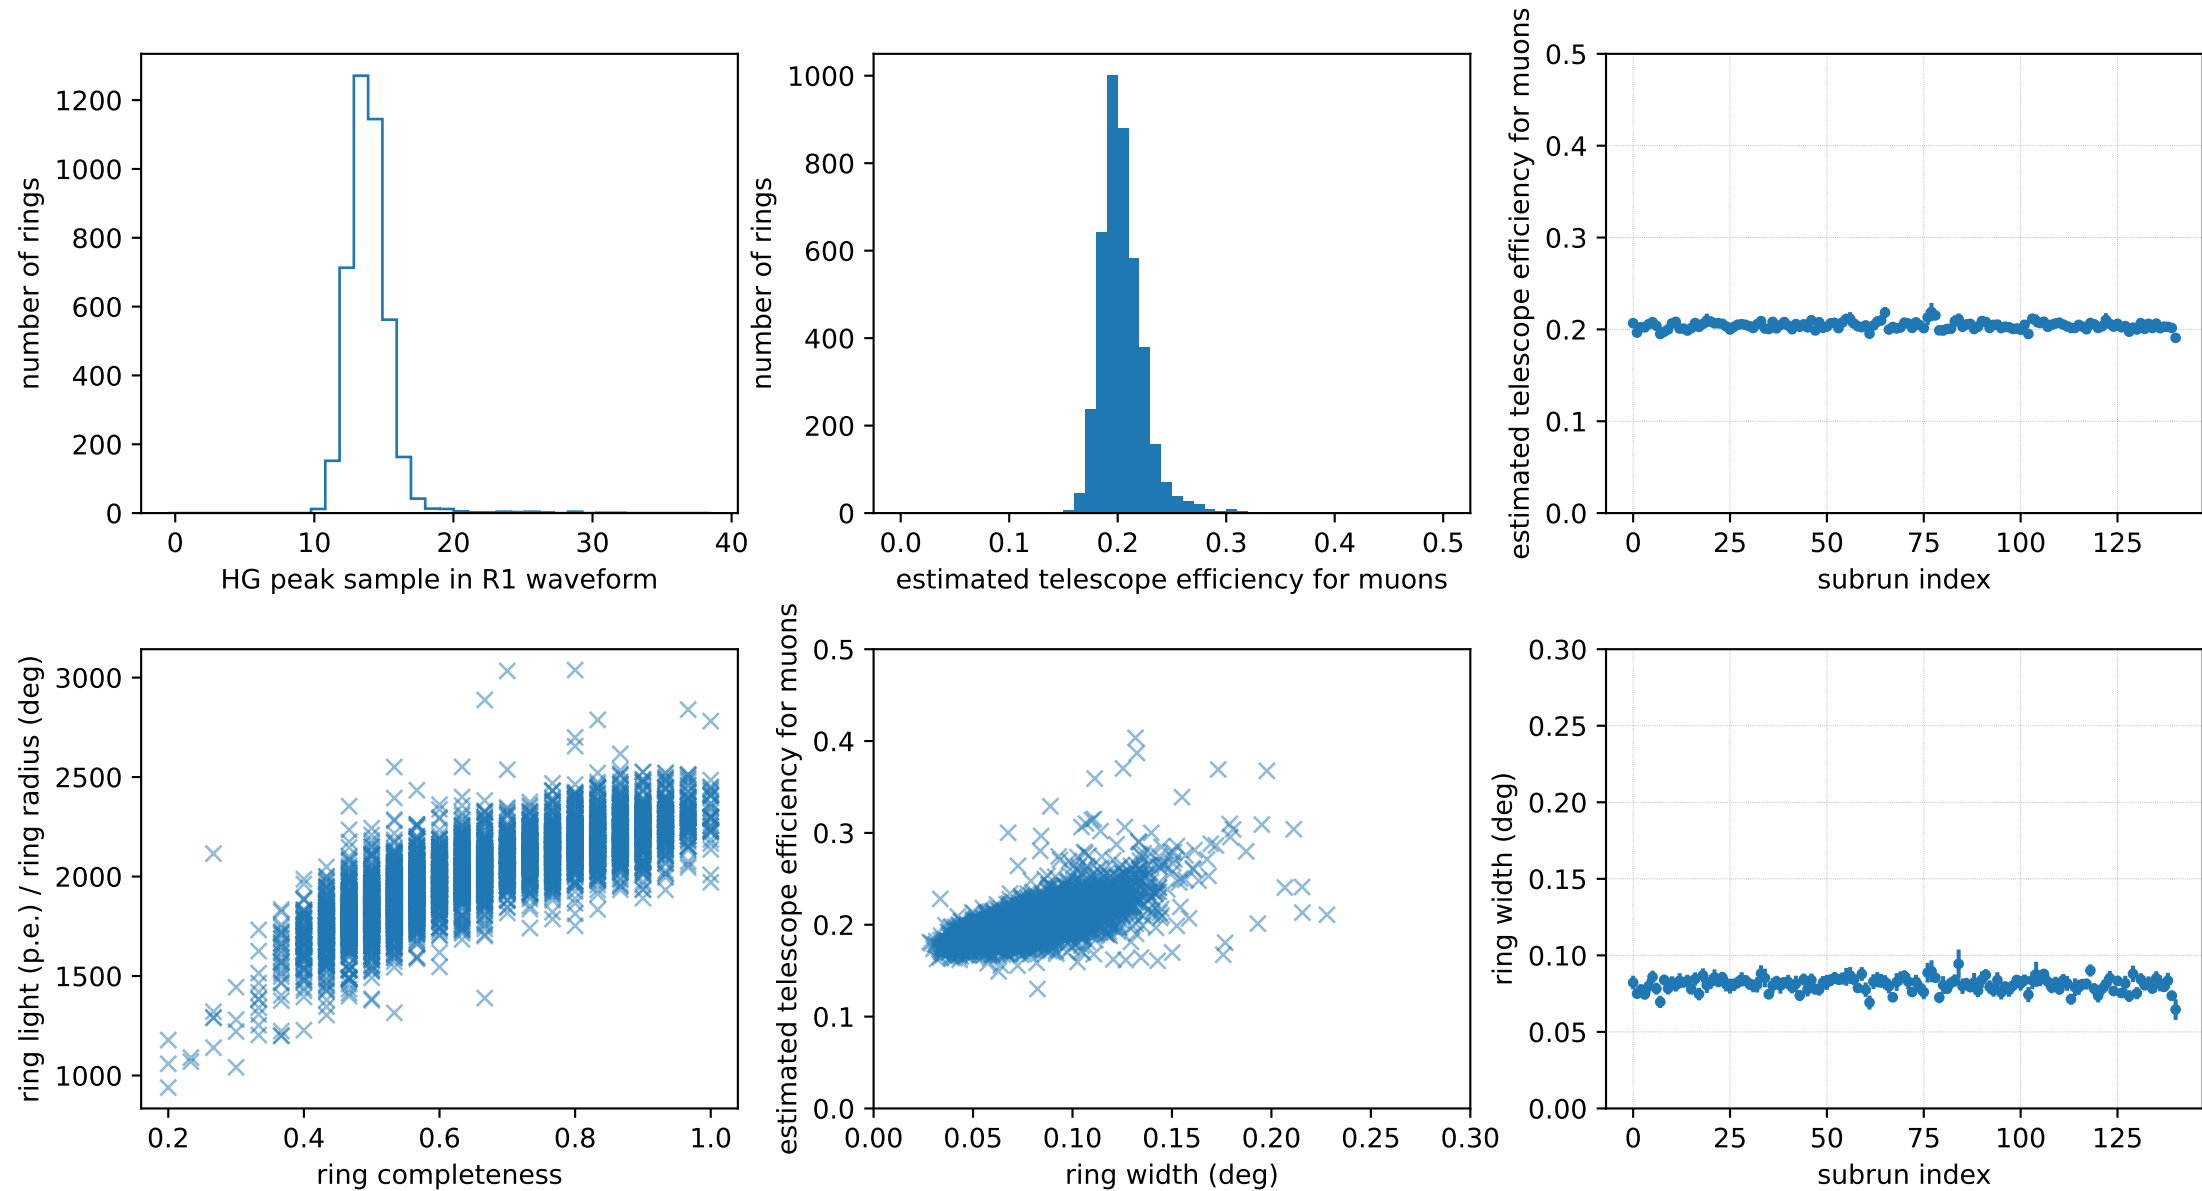 number of rings
1200
1000
800
600
400
200
0
0 10 20 30 40
HG peak sample in R1 waveform
number of rings
1000
800
600
400
200
0
0.0 0.1 0.2 0.3 0.4 0.5
estimated telescope efficiency for muons
estimated telescope efficiency for muons
0.5
0.4
0.3
0.2
0.1
0.0
0 25 50 75 100 125
subrun index
ring light (p.e.) / ring radius (deg)
3000
2500
2000
1500
1000
0.2 0.4 0.6 0.8 1.0
ring completeness
estimated telescope efficiency for muons
0.5
0.4
0.3
0.2
0.1
0.0
0.00 0.05 0.10 0.15 0.20 0.25 0.30
ring width (deg)
ring width (deg)
0.30
0.25
0.20
0.15
0.10
0.05
0.00
0 25 50 75 100 125
subrun index